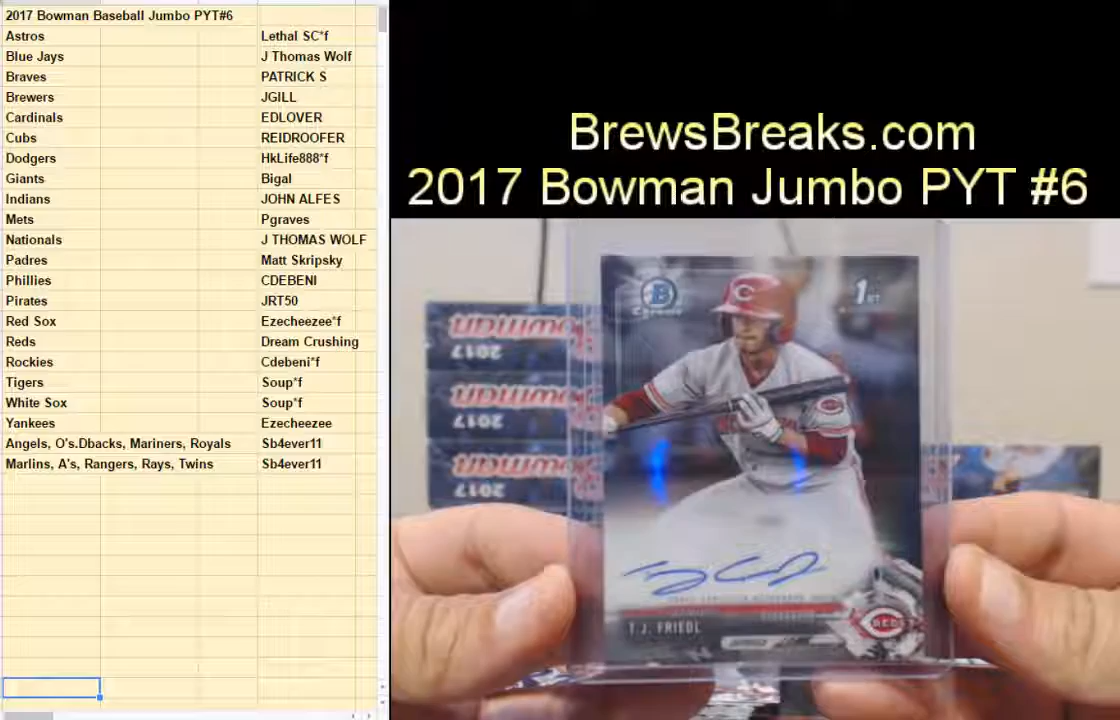 2017 Bowman Baseball Jumbo PYT#6
Astros Lethal SC*f
Blue Jays J Thomas Wolf
Braves PATRICK S
Brewers JGILL
Cardinals EDLOVER
Cubs REIDROOFER
Dodgers HkLife888*f
Giants Bigal
Indians JOHN ALFES
Mets Pgraves
Nationals J THOMAS WOLF
Padres Matt Skripsky
Phillies CDEBENI
Pirates JRT50
Red Sox Ezecheezee*f
Reds Dream Crushing
Rockies Cdebeni*f
Tigers Soup*f
White Sox Soup*f
Yankees Ezecheezee
Angels, O's.Dbacks, Mariners, Royals Sb4ever11
Marlins, A's, Rangers, Rays, Twins Sb4ever11
BrewsBreaks.com
2017 Bowman Jumbo PYT #6
B
Chrome
1ST
Bowman
2017
Bowman
2017
Bowman
2017
T.J. FRIEDL
REDS